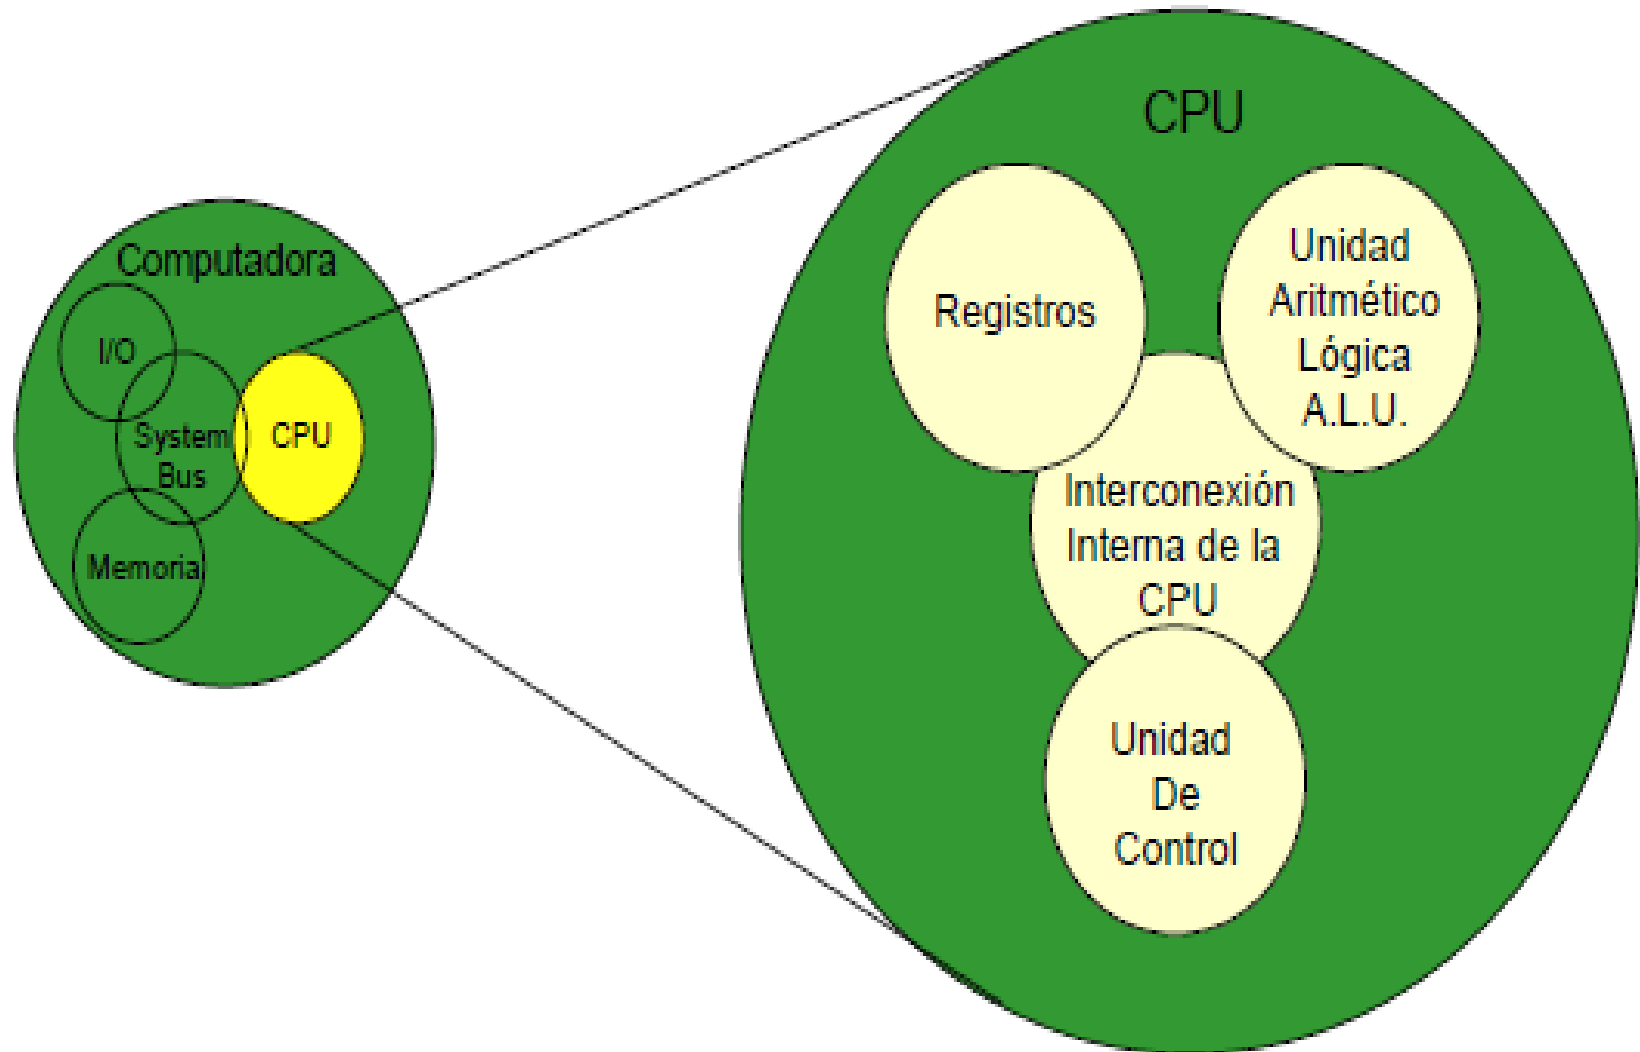 Computadora
I/O
System
Bus
CPU
Memoria
CPU
Registros
Unidad
Aritmético
Lógica
A.L.U.
Interconexión
Interna de la
CPU
Unidad
De
Control